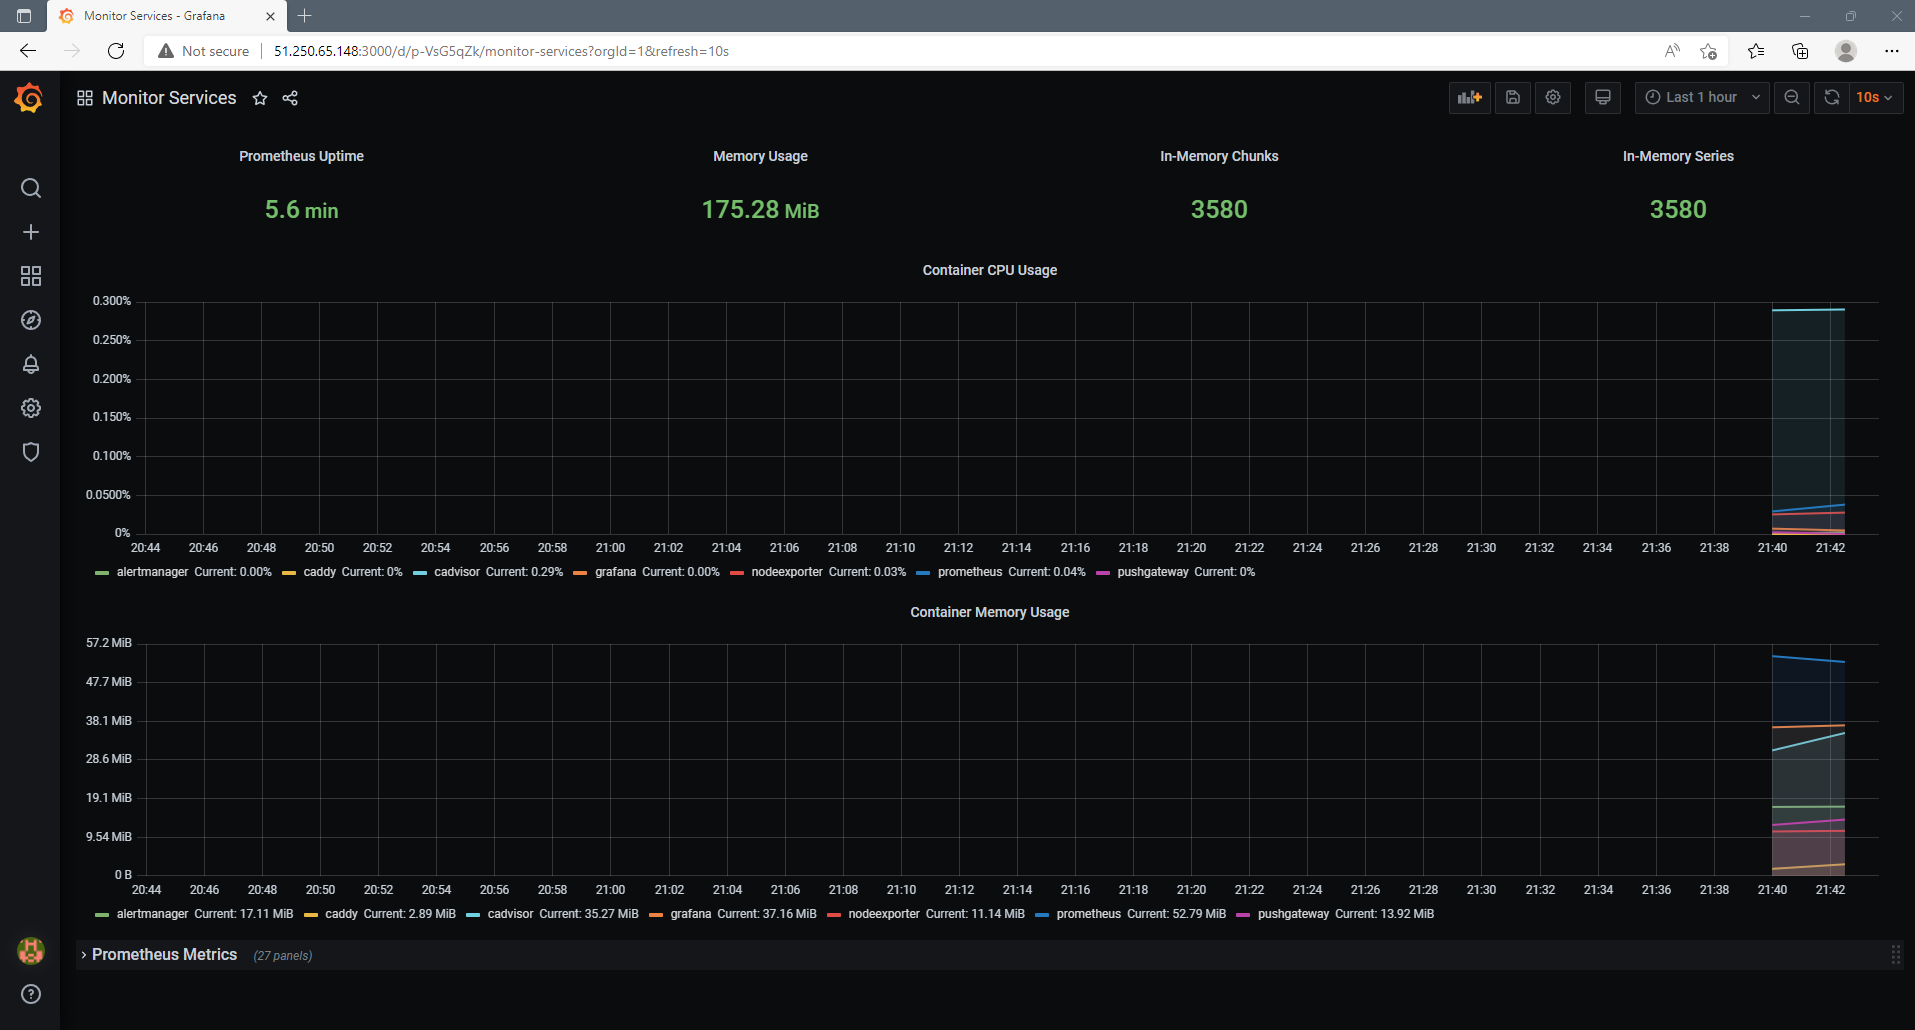 Monitor Services - Grafana
Not secure 51.250.65.148:3000/d/p-VsG5qZk/monitor-services?orgId=1&refresh=10s
Monitor Services
Last 1 hour
10s
Prometheus Uptime Memory Usage In-Memory Chunks In-Memory Series
5.6 min 175.28 MiB 3580 3580
Container CPU Usage
0.300%
0.250%
0.200%
0.150%
0.100%
0.0500%
0%
20:44 20:46 20:48 20:50 20:52 20:54 20:56 20:58 21:00 21:02 21:04 21:06 21:08 21:10 21:12 21:14 21:16 21:18 21:20 21:22 21:24 21:26 21:28 21:30 21:32 21:34 21:36 21:38 21:40 21:42
alertmanager Current: 0.00% caddy Current: 0% cadvisor Current: 0.29% grafana Current: 0.00% nodeexporter Current: 0.03% prometheus Current: 0.04% pushgateway Current: 0%
Container Memory Usage
57.2 MiB
47.7 MiB
38.1 MiB
28.6 MiB
19.1 MiB
9.54 MiB
0 B
20:44 20:46 20:48 20:50 20:52 20:54 20:56 20:58 21:00 21:02 21:04 21:06 21:08 21:10 21:12 21:14 21:16 21:18 21:20 21:22 21:24 21:26 21:28 21:30 21:32 21:34 21:36 21:38 21:40 21:42
alertmanager Current: 17.11 MiB caddy Current: 2.89 MiB cadvisor Current: 35.27 MiB grafana Current: 37.16 MiB nodeexporter Current: 11.14 MiB prometheus Current: 52.79 MiB pushgateway Current: 13.92 MiB
Prometheus Metrics (27 panels)